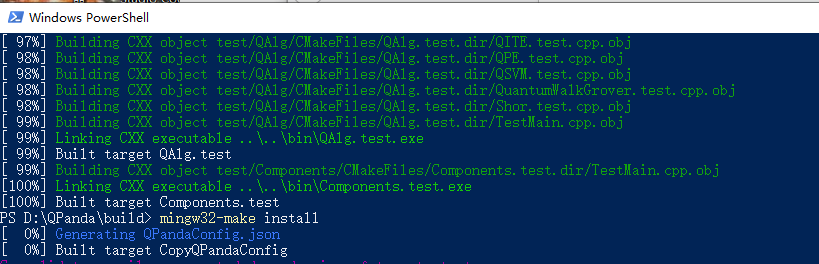 Windows PowerShell
[ 97%] Building CXX object test/QAlg/CMakeFiles/QAlg.test.dir/QITE.test.cpp.obj
[ 98%] Building CXX object test/QAlg/CMakeFiles/QAlg.test.dir/QPE.test.cpp.obj
[ 98%] Building CXX object test/QAlg/CMakeFiles/QAlg.test.dir/QSVM.test.cpp.obj
[ 98%] Building CXX object test/QAlg/CMakeFiles/QAlg.test.dir/QuantumWalkGrover.test.cpp.obj
[ 98%] Building CXX object test/QAlg/CMakeFiles/QAlg.test.dir/Shor.test.cpp.obj
[ 99%] Building CXX object test/QAlg/CMakeFiles/QAlg.test.dir/TestMain.cpp.obj
[ 99%] Linking CXX executable ..\..\bin\QAlg.test.exe
[ 99%] Built target QAlg.test
[ 99%] Building CXX object test/Components/CMakeFiles/Components.test.dir/TestMain.cpp.obj
[100%] Linking CXX executable ..\..\bin\Components.test.exe
[100%] Built target Components.test
PS D:\QPanda\build> mingw32-make install
[  0%] Generating QPandaConfig.json
[  0%] Built target CopyQPandaConfig